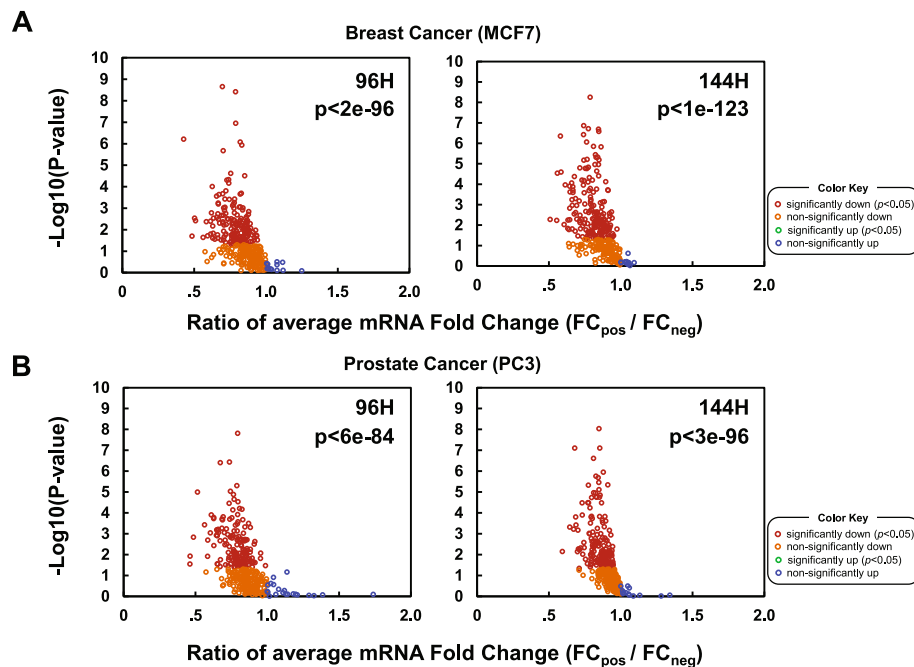 A
Breast Cancer (MCF7)
-Log10(P-value)
10
9
8
7
6
5
4
3
2
1
0
96H
p<2e-96
0 .5 1.0 1.5 2.0
10
9
8
7
6
5
4
3
2
1
0
144H
p<1e-123
0 .5 1.0 1.5 2.0
Color Key
significantly down (p<0.05)
non-significantly down
significantly up (p<0.05)
non-significantly up
Ratio of average mRNA Fold Change (FCpos / FCneg)
B
Prostate Cancer (PC3)
-Log10(P-value)
10
9
8
7
6
5
4
3
2
1
0
96H
p<6e-84
0 .5 1.0 1.5 2.0
10
9
8
7
6
5
4
3
2
1
0
144H
p<3e-96
0 .5 1.0 1.5 2.0
Color Key
significantly down (p<0.05)
non-significantly down
significantly up (p<0.05)
non-significantly up
Ratio of average mRNA Fold Change (FCpos / FCneg)